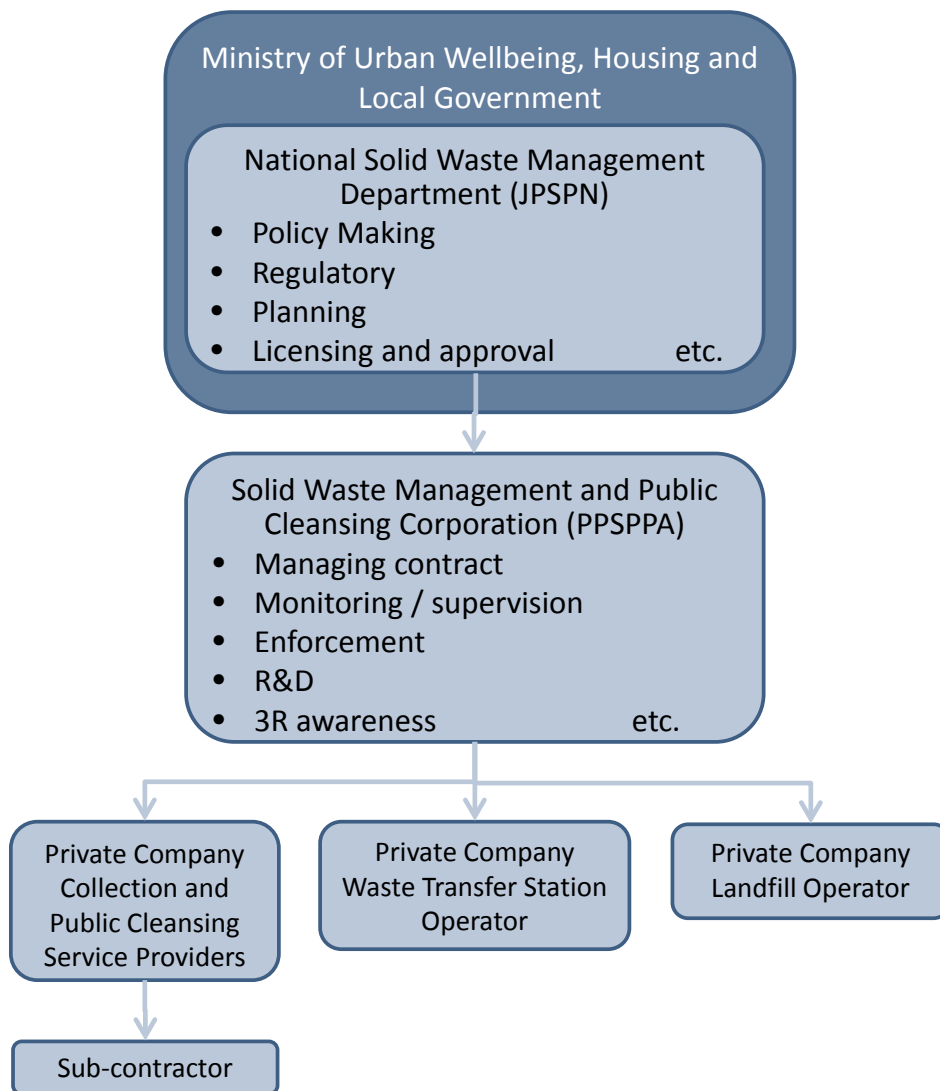 Ministry of Urban Wellbeing, Housing and
Local Government
National Solid Waste Management
Department (JPSPN)
• Policy Making
• Regulatory
• Planning
• Licensing and approval etc.
Solid Waste Management and Public
Cleansing Corporation (PPSPPA)
• Managing contract
• Monitoring / supervision
• Enforcement
• R&D
• 3R awareness etc.
Private Company
Collection and
Public Cleansing
Service Providers
Private Company
Waste Transfer Station
Operator
Private Company
Landfill Operator
Sub-contractor